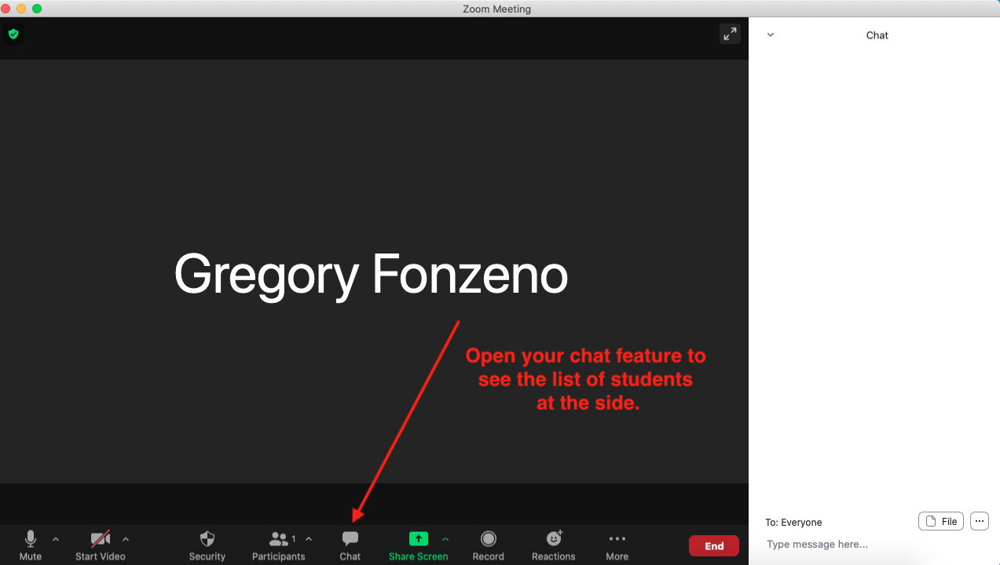 Zoom Meeting
Chat
Gregory Fonzeno
Open your chat feature to
see the list of students
at the side.
To: Everyone
File
Type message here...
Mute
Start Video
Security
Participants
1
Chat
Share Screen
Record
Reactions
More
End